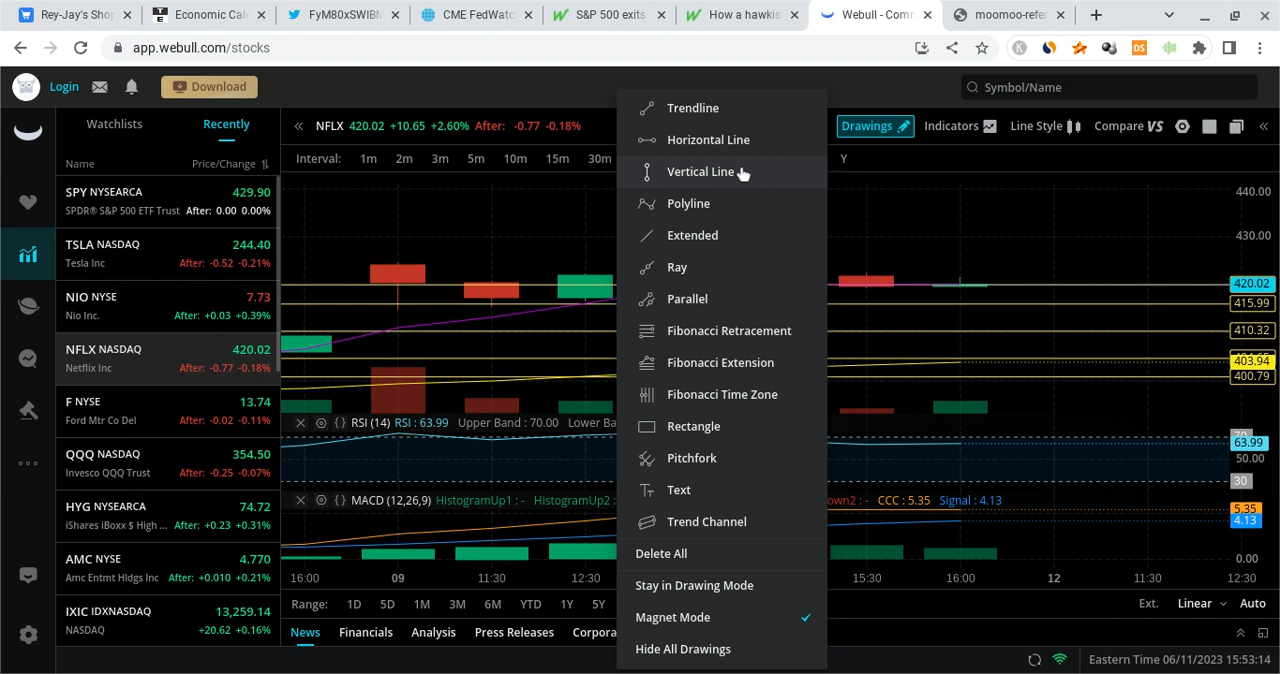 Rey-Jay's Shop
Economic Cal
FyM80xSWIBM
CME FedWatc
S&P 500 exits
How a hawkis
Webull - Com
moomoo-refer
app.webull.com/stocks
Login
Download
Symbol/Name
Watchlists
Recently
Name
Price/Change
SPY NYSEARCA 429.90
SPDR® S&P 500 ETF Trust After: 0.00 0.00%
TSLA NASDAQ 244.40
Tesla Inc After: -0.52 -0.21%
NIO NYSE 7.73
Nio Inc. After: +0.03 +0.39%
NFLX NASDAQ 420.02
Netflix Inc After: -0.77 -0.18%
F NYSE 13.74
Ford Mtr Co Del After: -0.02 -0.11%
QQQ NASDAQ 354.50
Invesco QQQ Trust After: -0.25 -0.07%
HYG NYSEARCA 74.72
iShares iBoxx $ High ... After: +0.23 +0.31%
AMC NYSE 4.770
Amc Entmt Hldgs Inc After: +0.010 +0.21%
IXIC IDXNASDAQ 13,259.14
NASDAQ +20.62 +0.16%
NFLX 420.02 +10.65 +2.60% After: -0.77 -0.18%
Drawings Indicators Line Style Compare VS
Interval: 1m 2m 3m 5m 10m 15m 30m Y
Trendline
Horizontal Line
Vertical Line
Polyline
Extended
Ray
Parallel
Fibonacci Retracement
Fibonacci Extension
Fibonacci Time Zone
Rectangle
Pitchfork
Text
Trend Channel
Delete All
Stay in Drawing Mode
Magnet Mode
Hide All Drawings
440.00
430.00
420.02
415.99
410.32
403.94
400.79
RSI (14) RSI : 63.99 Upper Band : 70.00 Lower Ba
63.99
50.00
30
MACD (12,26,9) HistogramUp1 : - HistogramUp2 : own2 : - CCC : 5.35 Signal : 4.13
5.35
4.13
0.00
16:00 09 11:30 12:30 15:30 16:00 12 11:30 12:30
Range: 1D 5D 1M 3M 6M YTD 1Y 5Y
Ext. Linear Auto
News Financials Analysis Press Releases Corpora
Eastern Time 06/11/2023 15:53:14